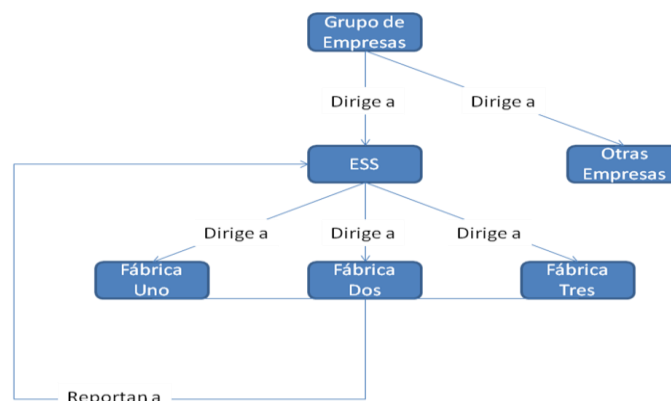 Grupo de
Empresas
Dirige a
Dirige a
ESS
Otras
Empresas
Dirige a
Dirige a
Dirige a
Fábrica
Uno
Fábrica
Dos
Fábrica
Tres
Reportan a